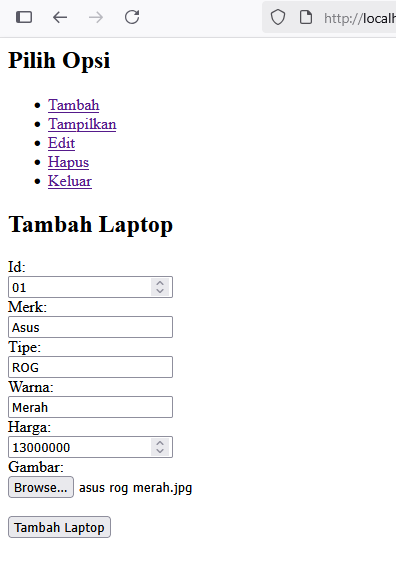 http://localh
Pilih Opsi
Tambah
Tampilkan
Edit
Hapus
Keluar
Tambah Laptop
Id:
01
Merk:
Asus
Tipe:
ROG
Warna:
Merah
Harga:
13000000
Gambar:
Browse... asus rog merah.jpg
Tambah Laptop